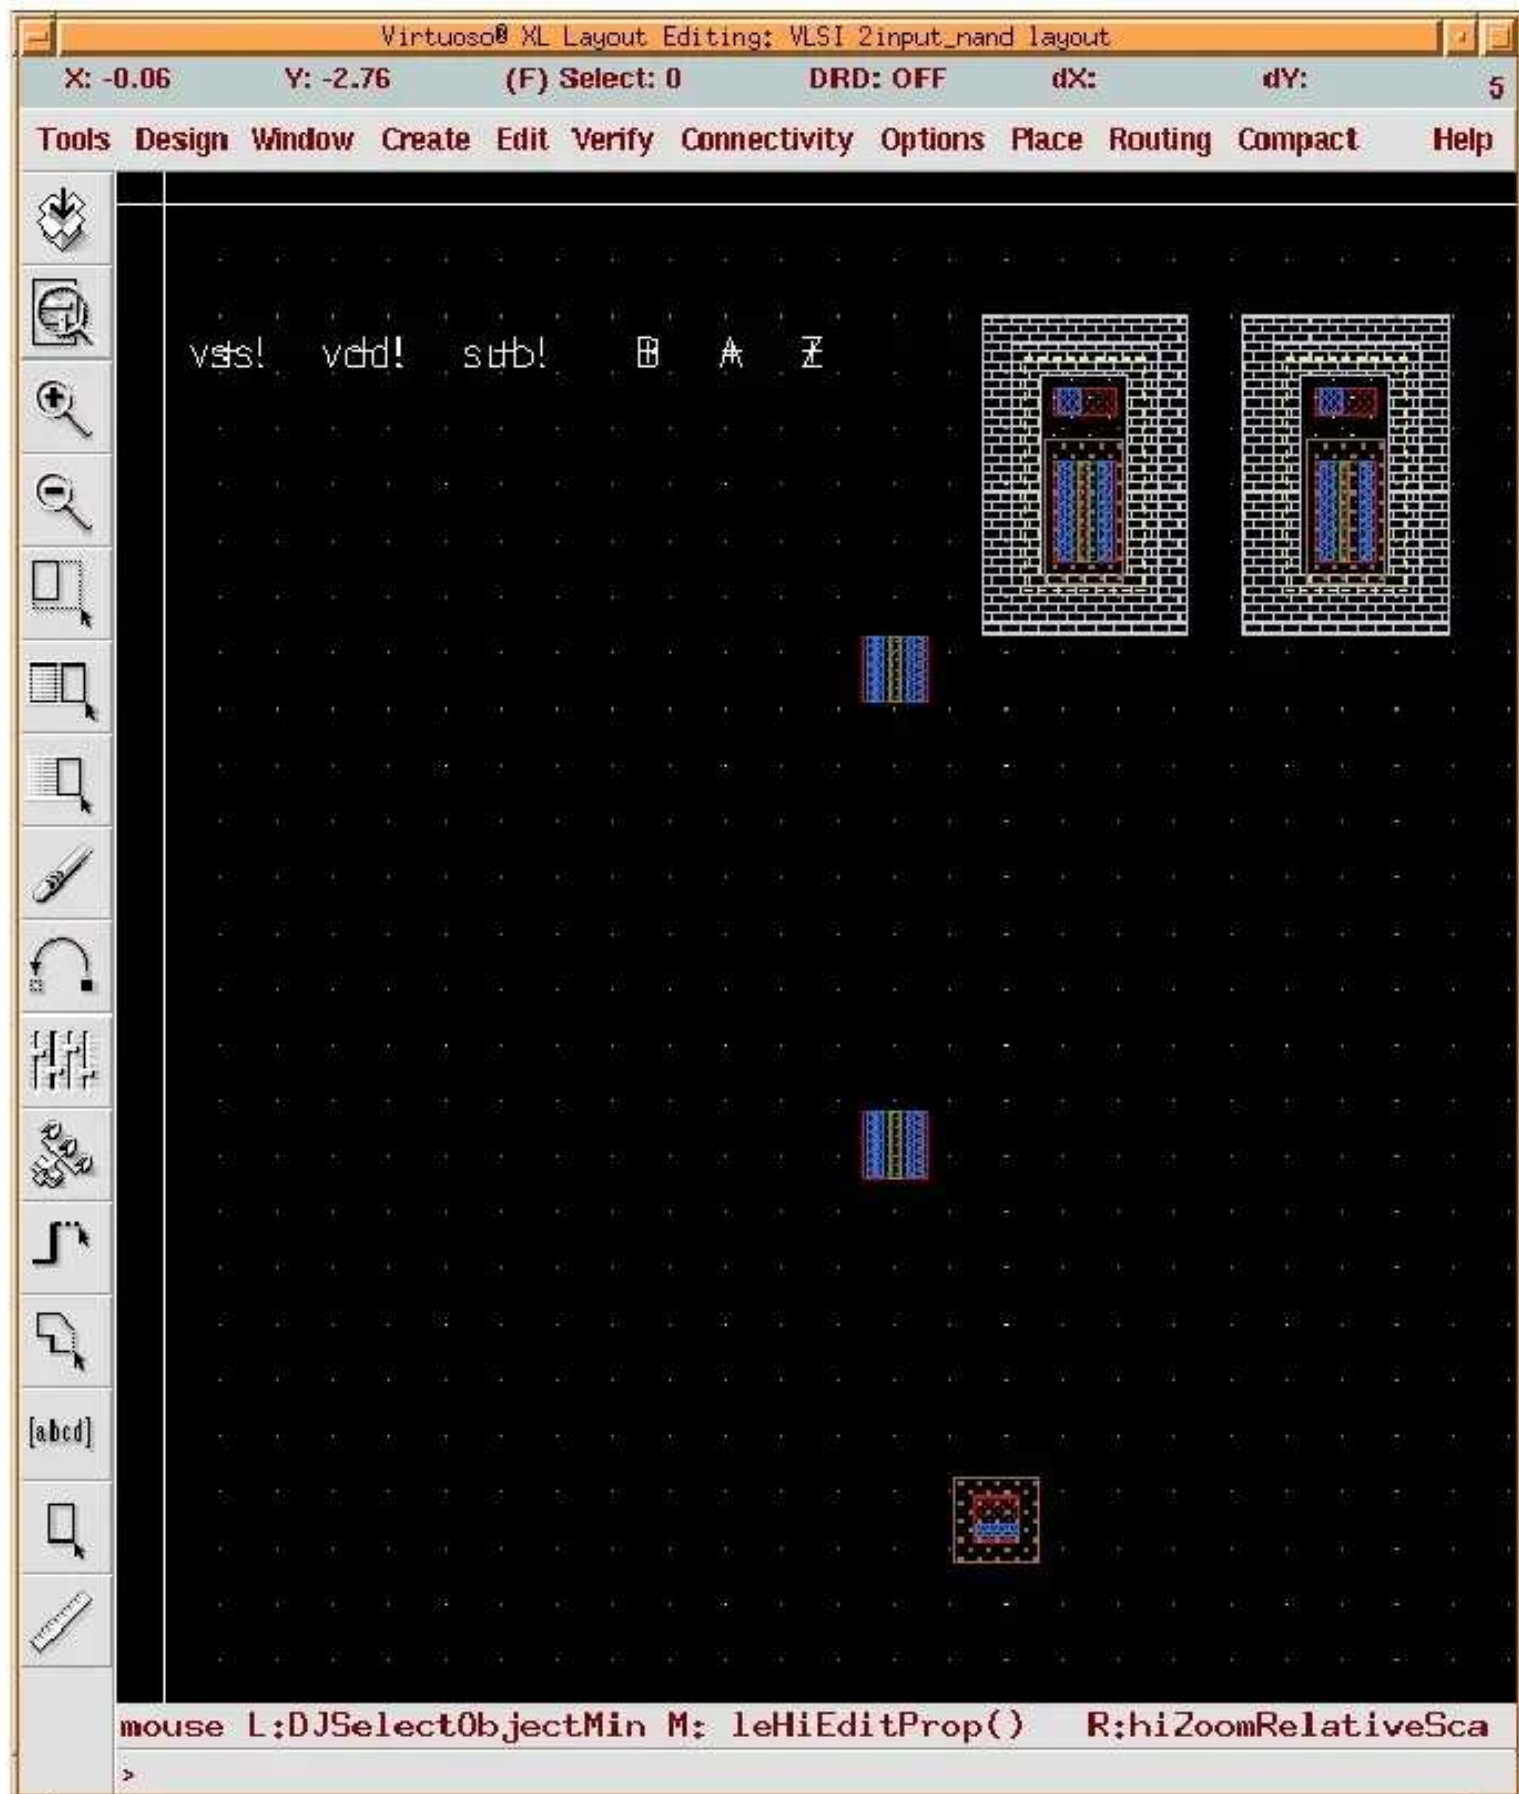 Virtuoso® XL Layout Editing: VLSI 2input_nand layout
X: -0.06 Y: -2.76 (F) Select: 0 DRD: OFF dX: dY: 5
Tools Design Window Create Edit Verify Connectivity Options Place Routing Compact Help
vss! vdd! sub! B A Z
[abcd]
mouse L:DJSelectObjectMin M: leHiEditProp() R:hiZoomRelativeSca
>